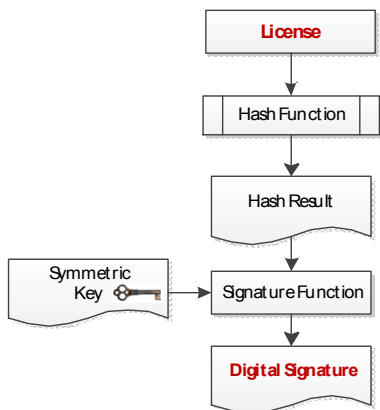 License
Hash Function
Hash Result
Symmetric
Key
Signature Function
Digital Signature